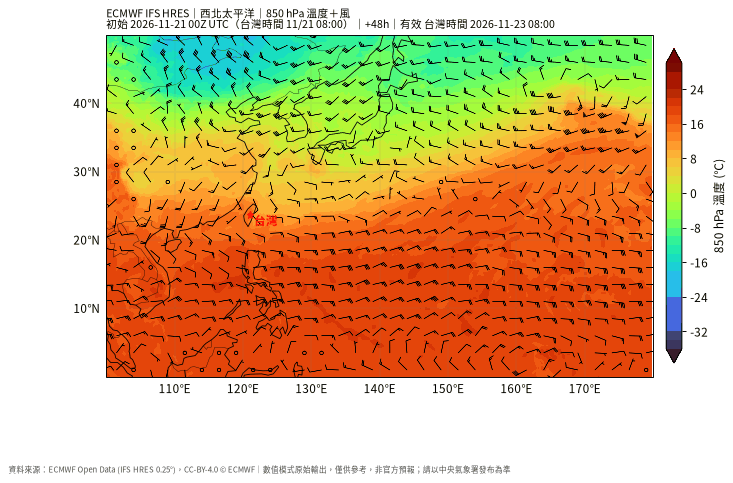 ECMWF IFS HRES｜西北太平洋｜850 hPa 溫度＋風
初始 2026-11-21 00Z UTC（台灣時間 11/21 08:00）｜+48h｜有效 台灣時間 2026-11-23 08:00
40°N
30°N
20°N
10°N
台灣
110°E 120°E 130°E 140°E 150°E 160°E 170°E
24
16
8
0
-8
-16
-24
-32
850 hPa 溫度 (°C)
資料來源：ECMWF Open Data (IFS HRES 0.25°)，CC-BY-4.0 © ECMWF｜數值模式原始輸出，僅供參考，非官方預報；請以中央氣象署發布為準